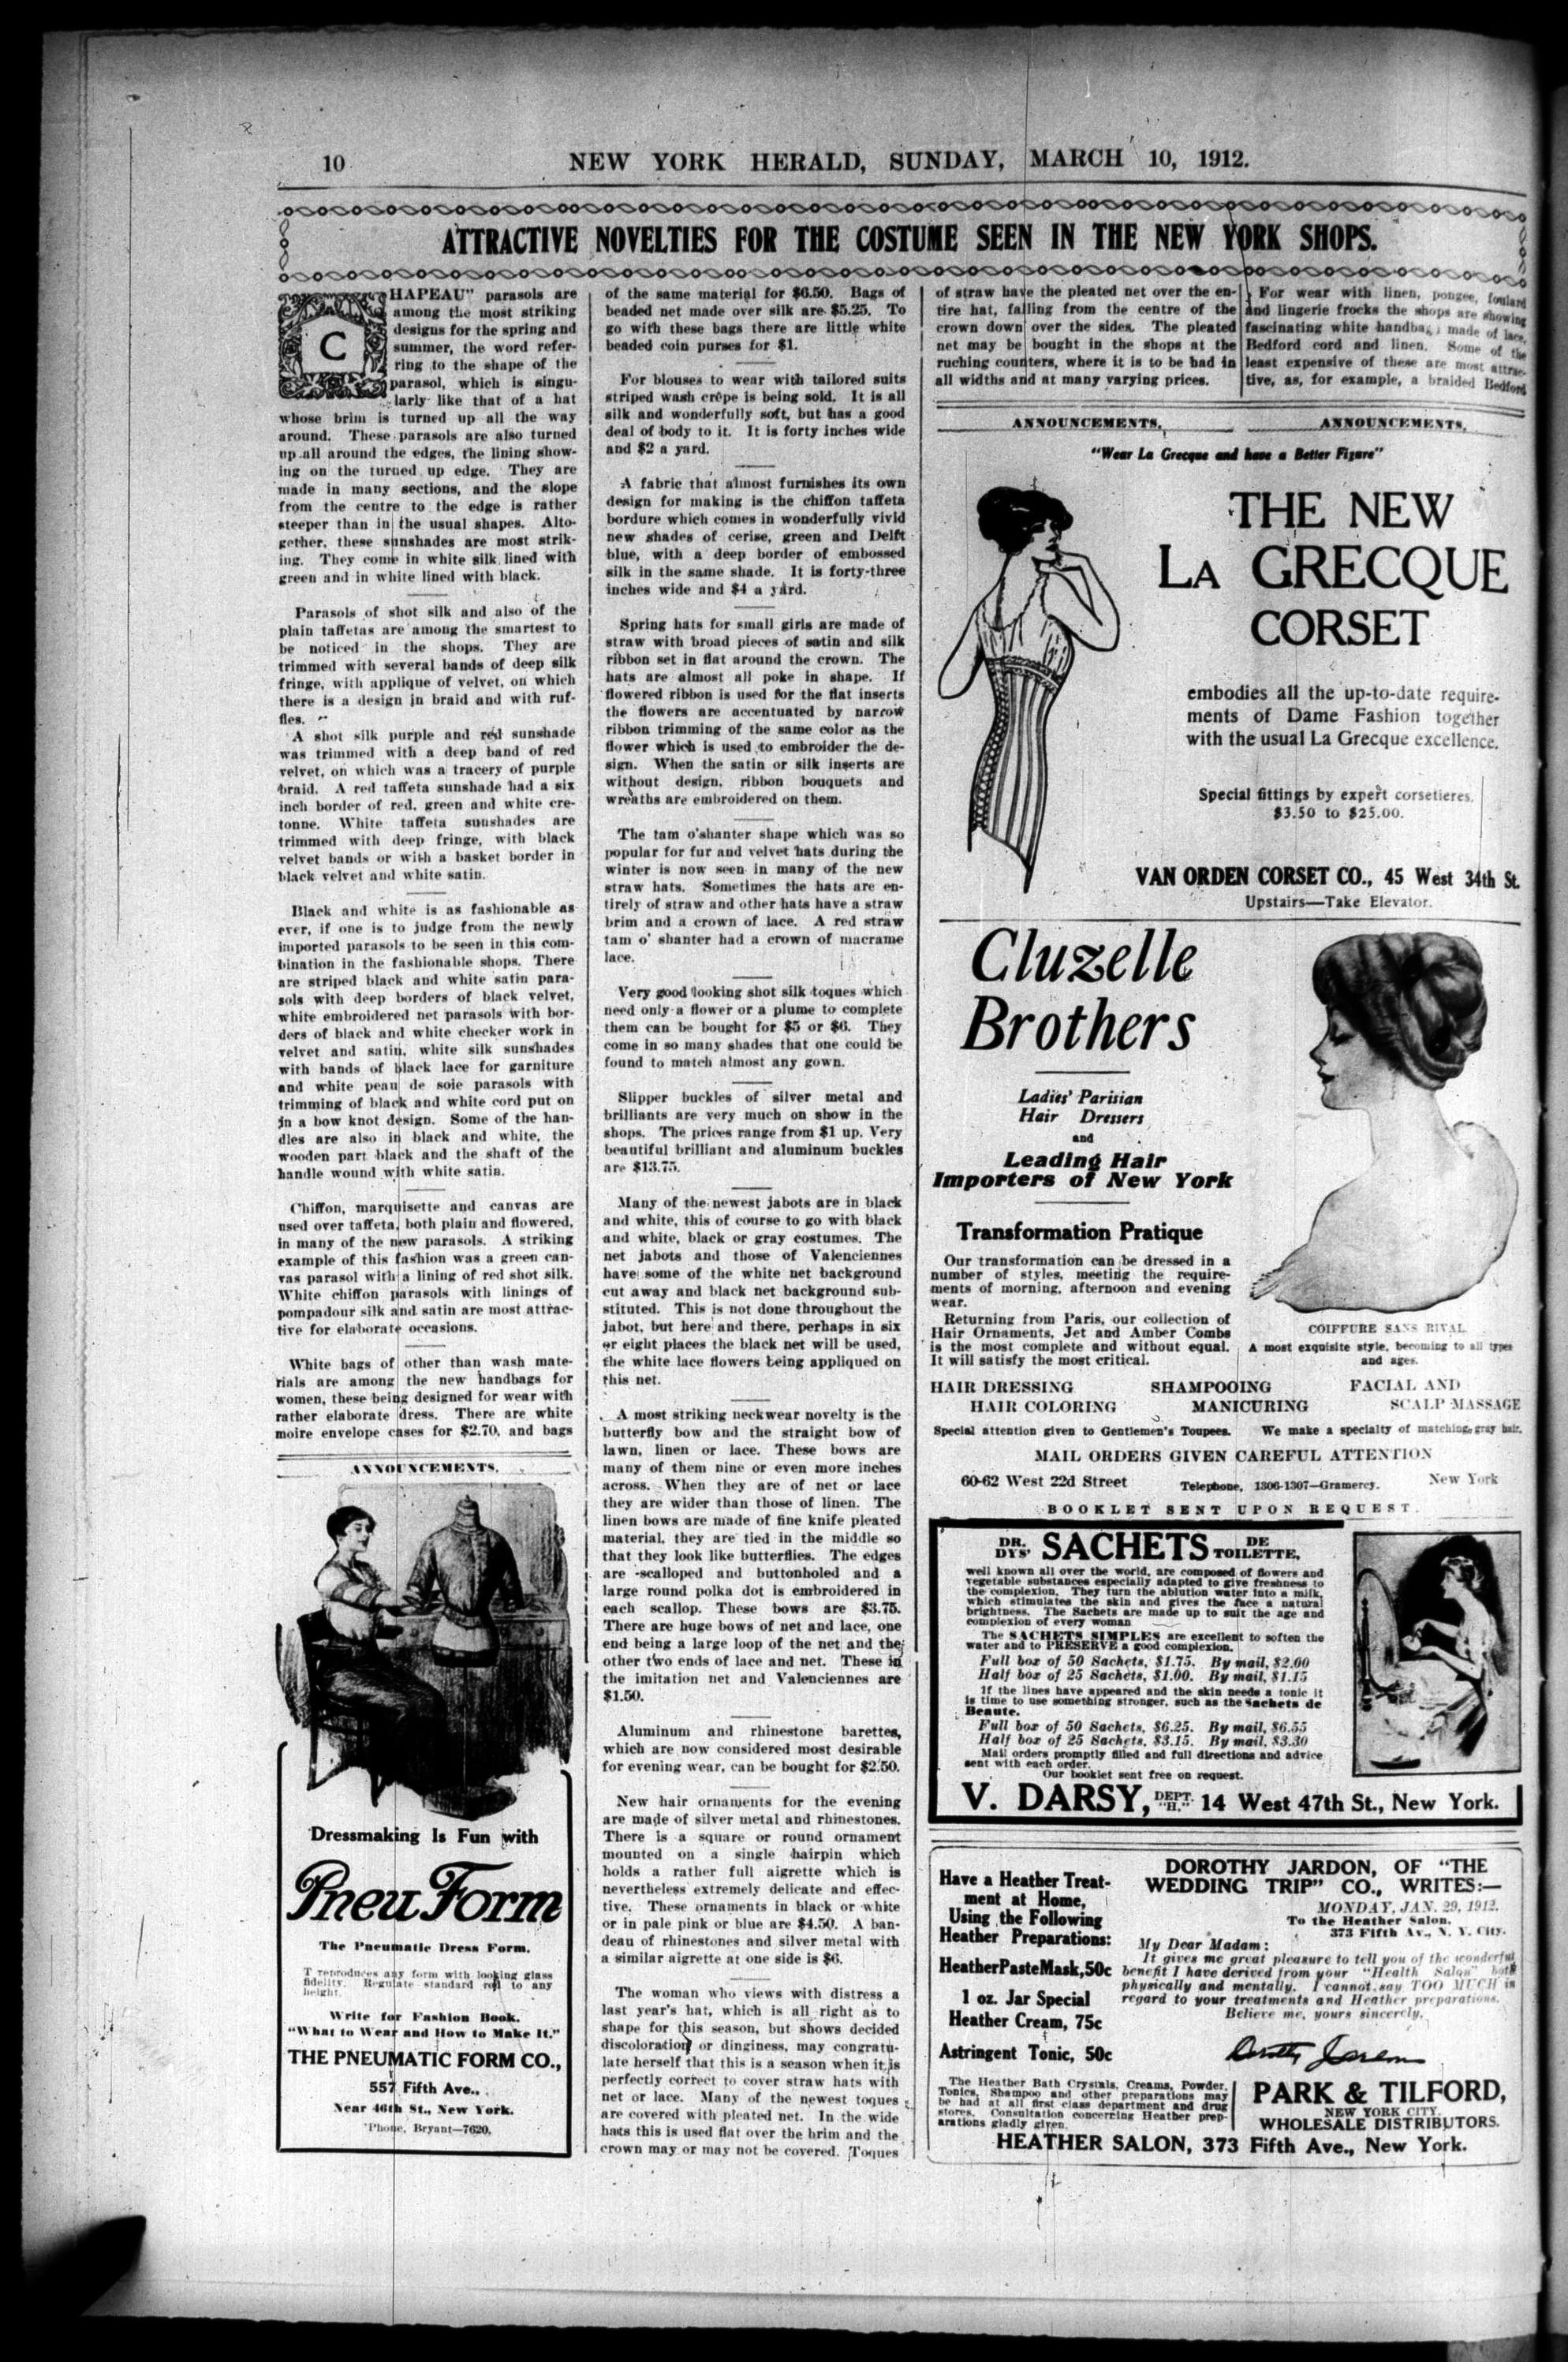 10
NEW YORK HERALD, SUNDAY, MARCH 10, 1912.
ATTRACTIVE NOVELTIES FOR THE COSTUME SEEN IN THE NEW YORK SHOPS.
CHAPEAU" parasols are
among the most striking
designs for the spring and
summer, the word refer-
ring to the shape of the
parasol, which is singu-
larly like that of a hat
whose brim is turned up all the way
around. These parasols are also turned
up all around the edges, the lining show-
ing on the turned up edge. They are
made in many sections, and the slope
from the centre to the edge is rather
steeper than in the usual shapes. Alto-
gether, these sunshades are most strik-
ing. They come in white silk lined with
green and in white lined with black.
Parasols of shot silk and also of the
plain taffetas are among the smartest to
be noticed in the shops. They are
trimmed with several bands of deep silk
fringe, with applique of velvet, on which
there is a design in braid and with ruf-
fles.
A shot silk purple and red sunshade
was trimmed with a deep band of red
velvet, on which was a tracery of purple
braid. A red taffeta sunshade had a six
inch border of red, green and white cre-
tonne. White taffeta sunshades are
trimmed with deep fringe, with black
velvet bands or with a basket border in
black velvet and white satin.
Black and white is as fashionable as
ever, if one is to judge from the newly
imported parasols to be seen in this com-
bination in the fashionable shops. There
are striped black and white satin para-
sols with deep borders of black velvet,
white embroidered net parasols with bor-
ders of black and white checker work in
velvet and satin, white silk sunshades
with bands of black lace for garniture
and white peau de soie parasols with
trimming of black and white cord put on
in a bow knot design. Some of the han-
dles are also in black and white, the
wooden part black and the shaft of the
handle wound with white satin.
Chiffon, marquisette and canvas are
used over taffeta, both plain and flowered,
in many of the new parasols. A striking
example of this fashion was a green can-
vas parasol with a lining of red shot silk.
White chiffon parasols with linings of
pompadour silk and satin are most attrac-
tive for elaborate occasions.
White bags of other than wash mate-
rials are among the new handbags for
women, these being designed for wear with
rather elaborate dress. There are white
moire envelope cases for $2.70, and bags
ANNOUNCEMENTS.
Dressmaking Is Fun with
Pneu Form
The Pneumatic Dress Form.
IT reproduces any form with looking glass
fidelity. Regulate standard roll to any
height.
Write for Fashion Book.
"What to Wear and How to Make It."
THE PNEUMATIC FORM CO.,
557 Fifth Ave.,
Near 46th St., New York.
'Phone, Bryant—7620.
of the same material for $6.50. Bags of
beaded net made over silk are $5.25. To
go with these bags there are little white
beaded coin purses for $1.
For blouses to wear with tailored suits
striped wash crêpe is being sold. It is all
silk and wonderfully soft, but has a good
deal of body to it. It is forty inches wide
and $2 a yard.
A fabric that almost furnishes its own
design for making is the chiffon taffeta
bordure which comes in wonderfully vivid
new shades of cerise, green and Delft
blue, with a deep border of embossed
silk in the same shade. It is forty-three
inches wide and $4 a yard.
Spring hats for small girls are made of
straw with broad pieces of satin and silk
ribbon set in flat around the crown. The
hats are almost all poke in shape. If
flowered ribbon is used for the flat inserts
the flowers are accentuated by narrow
ribbon trimming of the same color as the
flower which is used to embroider the de-
sign. When the satin or silk inserts are
without design, ribbon bouquets and
wreaths are embroidered on them.
The tam o'shanter shape which was so
popular for fur and velvet hats during the
winter is now seen in many of the new
straw hats. Sometimes the hats are en-
tirely of straw and other hats have a straw
brim and a crown of lace. A red straw
tam o' shanter had a crown of macrame
lace.
Very good looking shot silk toques which
need only a flower or a plume to complete
them can be bought for $5 or $6. They
come in so many shades that one could be
found to match almost any gown.
Slipper buckles of silver metal and
brilliants are very much on show in the
shops. The prices range from $1 up. Very
beautiful brilliant and aluminum buckles
are $13.75.
Many of the newest jabots are in black
and white, this of course to go with black
and white, black or gray costumes. The
net jabots and those of Valenciennes
have some of the white net background
cut away and black net background sub-
stituted. This is not done throughout the
jabot, but here and there, perhaps in six
or eight places the black net will be used,
the white lace flowers being appliqued on
this net.
A most striking neckwear novelty is the
butterfly bow and the straight bow of
lawn, linen or lace. These bows are
many of them nine or even more inches
across. When they are of net or lace
they are wider than those of linen. The
linen bows are made of fine knife pleated
material, they are tied in the middle so
that they look like butterflies. The edges
are scalloped and buttonholed and a
large round polka dot is embroidered in
each scallop. These bows are $3.75.
There are huge bows of net and lace, one
end being a large loop of the net and the
other two ends of lace and net. These in
the imitation net and Valenciennes are
$1.50.
Aluminum and rhinestone barettes,
which are now considered most desirable
for evening wear, can be bought for $2.50.
New hair ornaments for the evening
are made of silver metal and rhinestones.
There is a square or round ornament
mounted on a single hairpin which
holds a rather full aigrette which is
nevertheless extremely delicate and effec-
tive. These ornaments in black or white
or in pale pink or blue are $4.50. A ban-
deau of rhinestones and silver metal with
a similar aigrette at one side is $6.
The woman who views with distress a
last year's hat, which is all right as to
shape for this season, but shows decided
discoloration or dinginess, may congratu-
late herself that this is a season when it is
perfectly correct to cover straw hats with
net or lace. Many of the newest toques
are covered with pleated net. In the wide
hats this is used flat over the brim and the
crown may or may not be covered. Toques
of straw have the pleated net over the en-
tire hat, falling from the centre of the
crown down over the sides. The pleated
net may be bought in the shops at the
ruching counters, where it is to be had in
all widths and at many varying prices.
For wear with linen, pongee, foulard
and lingerie frocks the shops are showing
fascinating white handbags made of lace,
Bedford cord and linen. Some of the
least expensive of these are most attrac-
tive, as, for example, a braided Bedford
ANNOUNCEMENTS. ANNOUNCEMENTS.
"Wear La Grecque and have a Better Figure"
THE NEW
LA GRECQUE
CORSET
embodies all the up-to-date require-
ments of Dame Fashion together
with the usual La Grecque excellence.
Special fittings by expert corsetieres.
$3.50 to $25.00.
VAN ORDEN CORSET CO., 45 West 34th St.
Upstairs—Take Elevator.
Cluzelle
Brothers
Ladies' Parisian
Hair Dressers
and
Leading Hair
Importers of New York
Transformation Pratique
Our transformation can be dressed in a
number of styles, meeting the require-
ments of morning, afternoon and evening
wear.
Returning from Paris, our collection of
Hair Ornaments, Jet and Amber Combs
is the most complete and without equal.
It will satisfy the most critical.
COIFFURE SANS RIVAL.
A most exquisite style, becoming to all types
and ages.
HAIR DRESSING SHAMPOOING FACIAL AND
HAIR COLORING MANICURING SCALP MASSAGE
Special attention given to Gentlemen's Toupees. We make a specialty of matching gray hair.
MAIL ORDERS GIVEN CAREFUL ATTENTION
60-62 West 22d Street Telephone, 1306-1307—Gramercy. New York
BOOKLET SENT UPON REQUEST.
DR. DYS' SACHETS DE TOILETTE,
well known all over the world, are composed of flowers and
vegetable substances especially adapted to give freshness to
the complexion. They turn the ablution water into a milk,
which stimulates the skin and gives the face a natural
brightness. The Sachets are made up to suit the age and
complexion of every woman
The SACHETS SIMPLES are excellent to soften the
water and to PRESERVE a good complexion.
Full box of 50 Sachets, $1.75. By mail, $2.00
Half box of 25 Sachets, $1.00. By mail, $1.15
If the lines have appeared and the skin needs a tonic it
is time to use something stronger, such as the Sachets de
Beaute.
Full box of 50 Sachets, $6.25. By mail, $6.55
Half box of 25 Sachets, $3.15. By mail, $3.30
Mail orders promptly filled and full directions and advice
sent with each order.
Our booklet sent free on request.
V. DARSY, DEPT. "H." 14 West 47th St., New York.
Have a Heather Treat-
ment at Home,
Using the Following
Heather Preparations:
Heather Paste Mask, 50c
1 oz. Jar Special
Heather Cream, 75c
Astringent Tonic, 50c
DOROTHY JARDON, OF "THE
WEDDING TRIP" CO., WRITES:—
MONDAY, JAN. 29, 1912.
To the Heather Salon,
373 Fifth Av., N. Y. City.
My Dear Madam:
It gives me great pleasure to tell you of the wonderful
benefit I have derived from your "Health Salon" both
physically and mentally. I cannot say TOO MUCH in
regard to your treatments and Heather preparations.
Believe me, yours sincerely,
Dorothy Jardon
The Heather Bath Crystals, Creams, Powder,
Tonics, Shampoo and other preparations may
be had at all first class department and drug
stores. Consultation concerning Heather prep-
arations gladly given.
PARK & TILFORD,
NEW YORK CITY.
WHOLESALE DISTRIBUTORS.
HEATHER SALON, 373 Fifth Ave., New York.